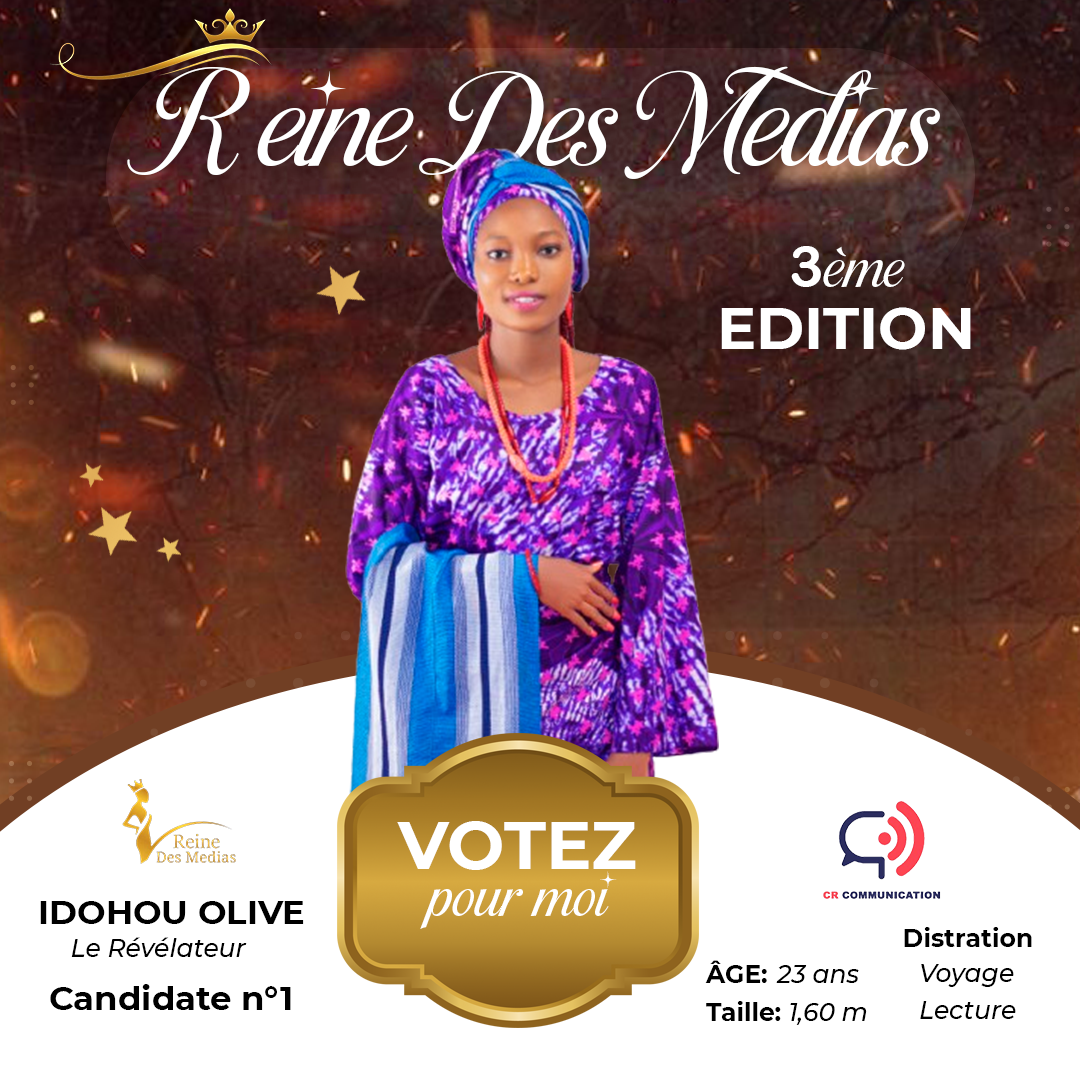 Reine Des Medias
3ème
EDITION
VOTEZ
pour moi
Reine
Des Medias
IDOHOU OLIVE
Le Révélateur
Candidate n°1
CR COMMUNICATION
ÂGE: 23 ans
Taille: 1,60 m
Distration
Voyage
Lecture